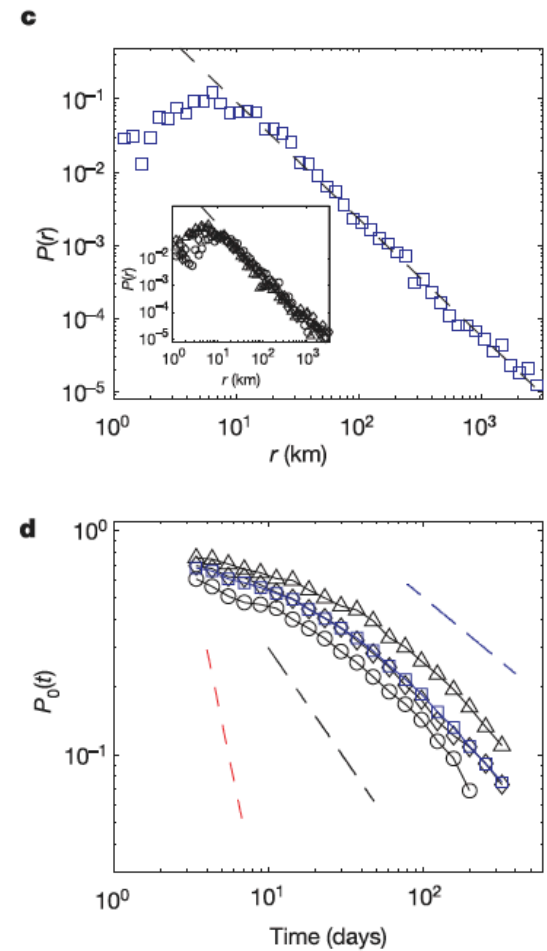 c
10⁻¹
10⁻²
10⁻³
10⁻⁴
10⁻⁵
P(r)
10⁻²
10⁻³
10⁻⁴
10⁻⁵
P(r)
10⁰ 10¹ 10² 10³
r (km)
10⁰ 10¹ 10² 10³
r (km)
d
10⁰
10⁻¹
P₀(t)
10⁰ 10¹ 10²
Time (days)